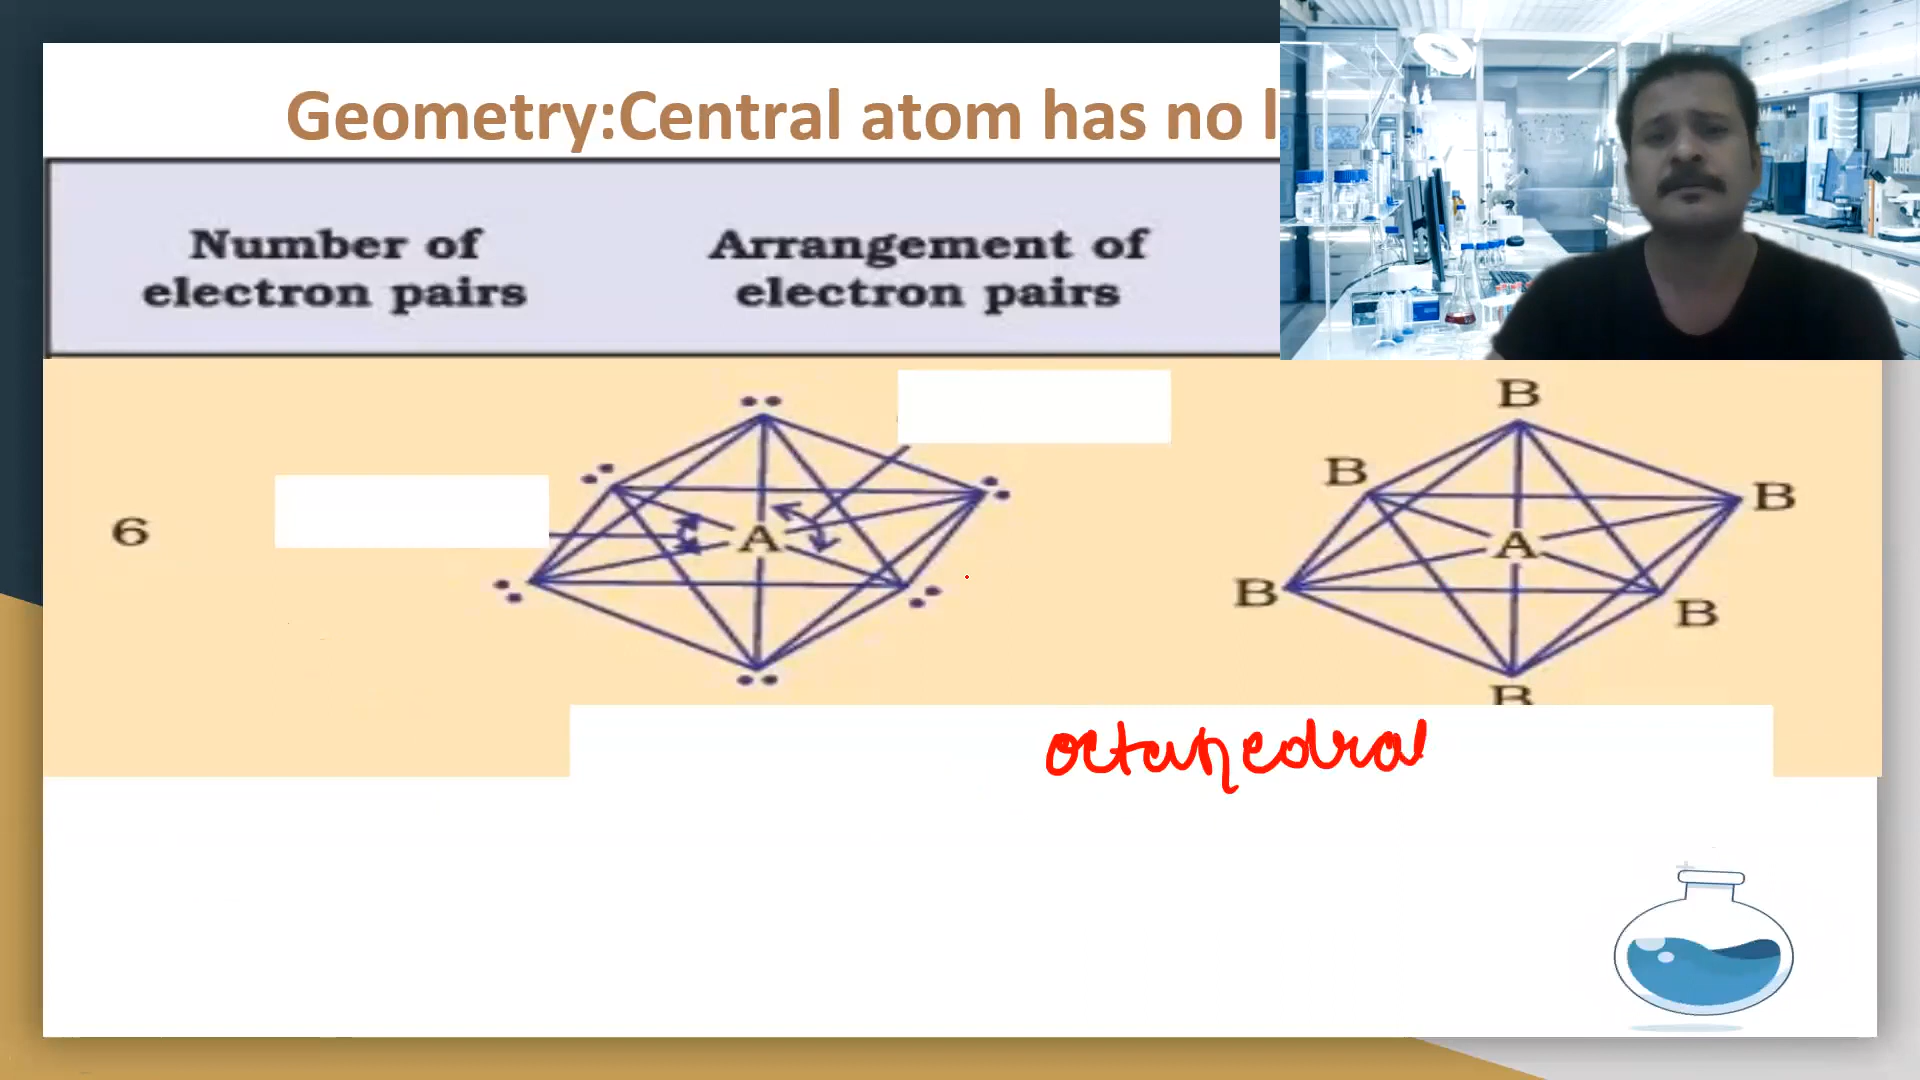 Geometry:Central atom has no l
Number of electron pairs
Arrangement of electron pairs
6
A
B
B
B
A
B
B
B
octahedral